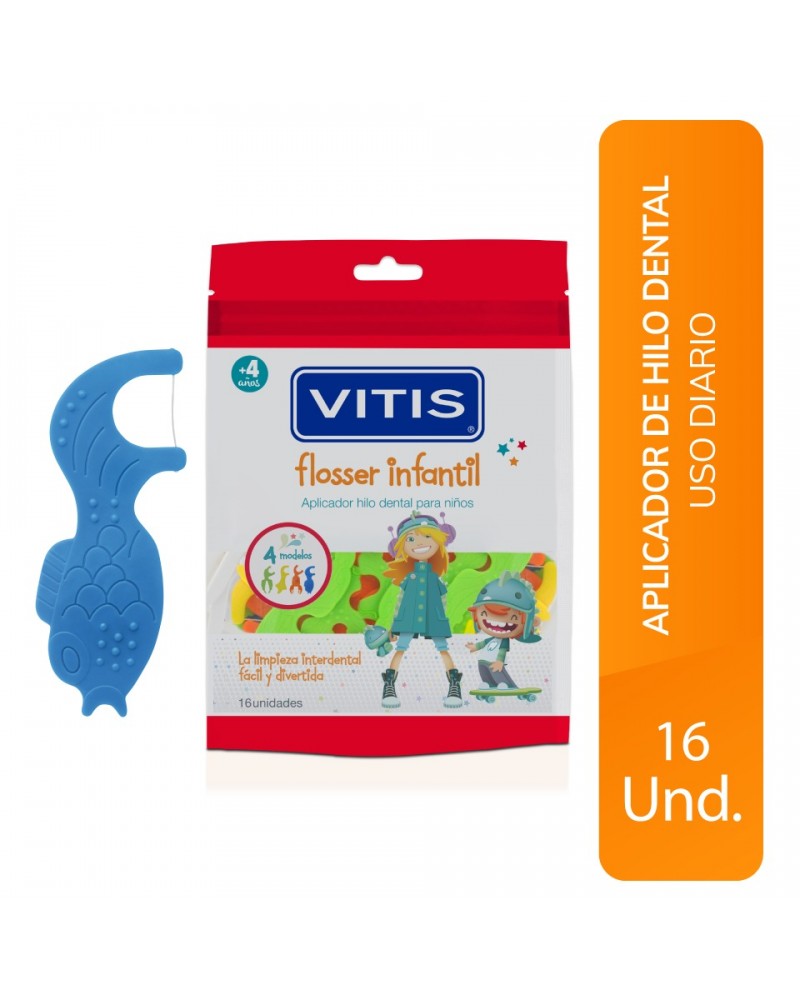 +4
años
VITIS
®
flosser infantil
Aplicador hilo dental para niños
4 modelos
La limpieza interdental
fácil y divertida
16unidades
APLICADOR DE HILO DENTAL
USO DIARIO
16
Und.